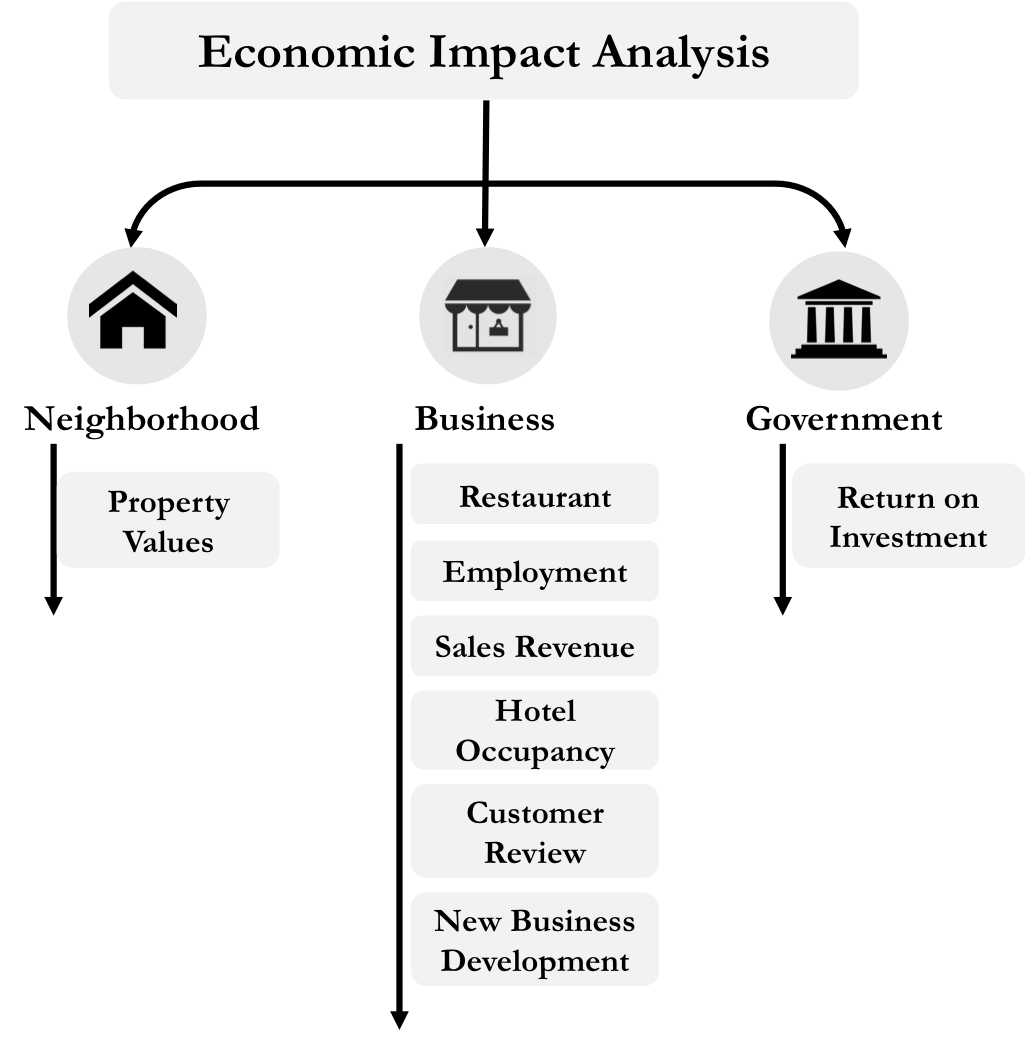 Economic Impact Analysis
Neighborhood
Property
Values
Business
Restaurant
Employment
Sales Revenue
Hotel
Occupancy
Customer
Review
New Business
Development
Government
Return on
Investment